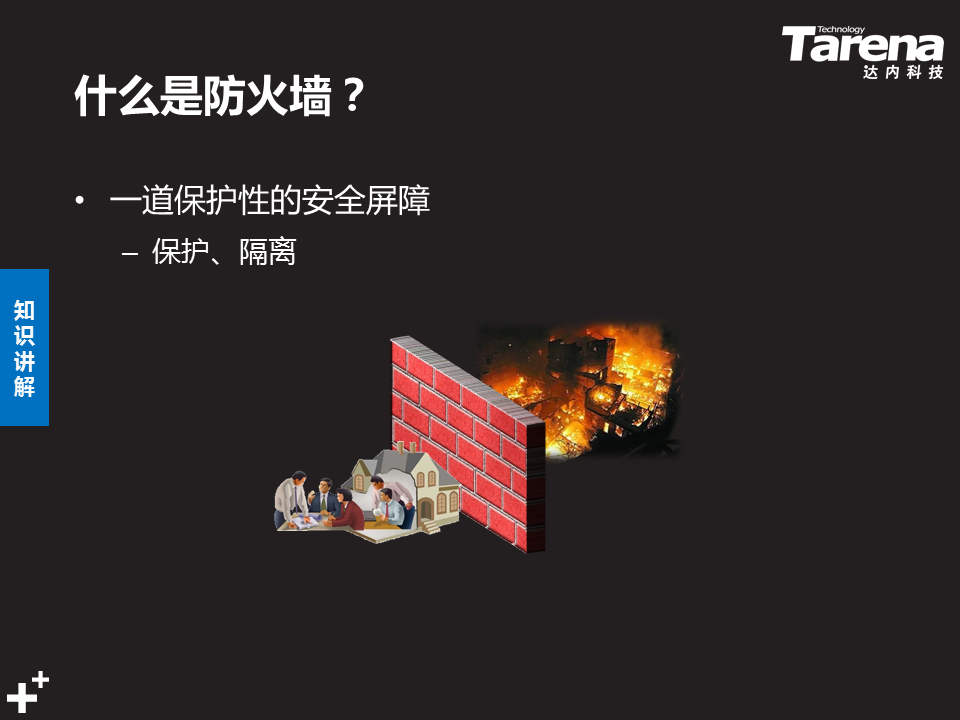 Technology
Tarena
达内科技
什么是防火墙？
• 一道保护性的安全屏障
– 保护、隔离
知
识
讲
解